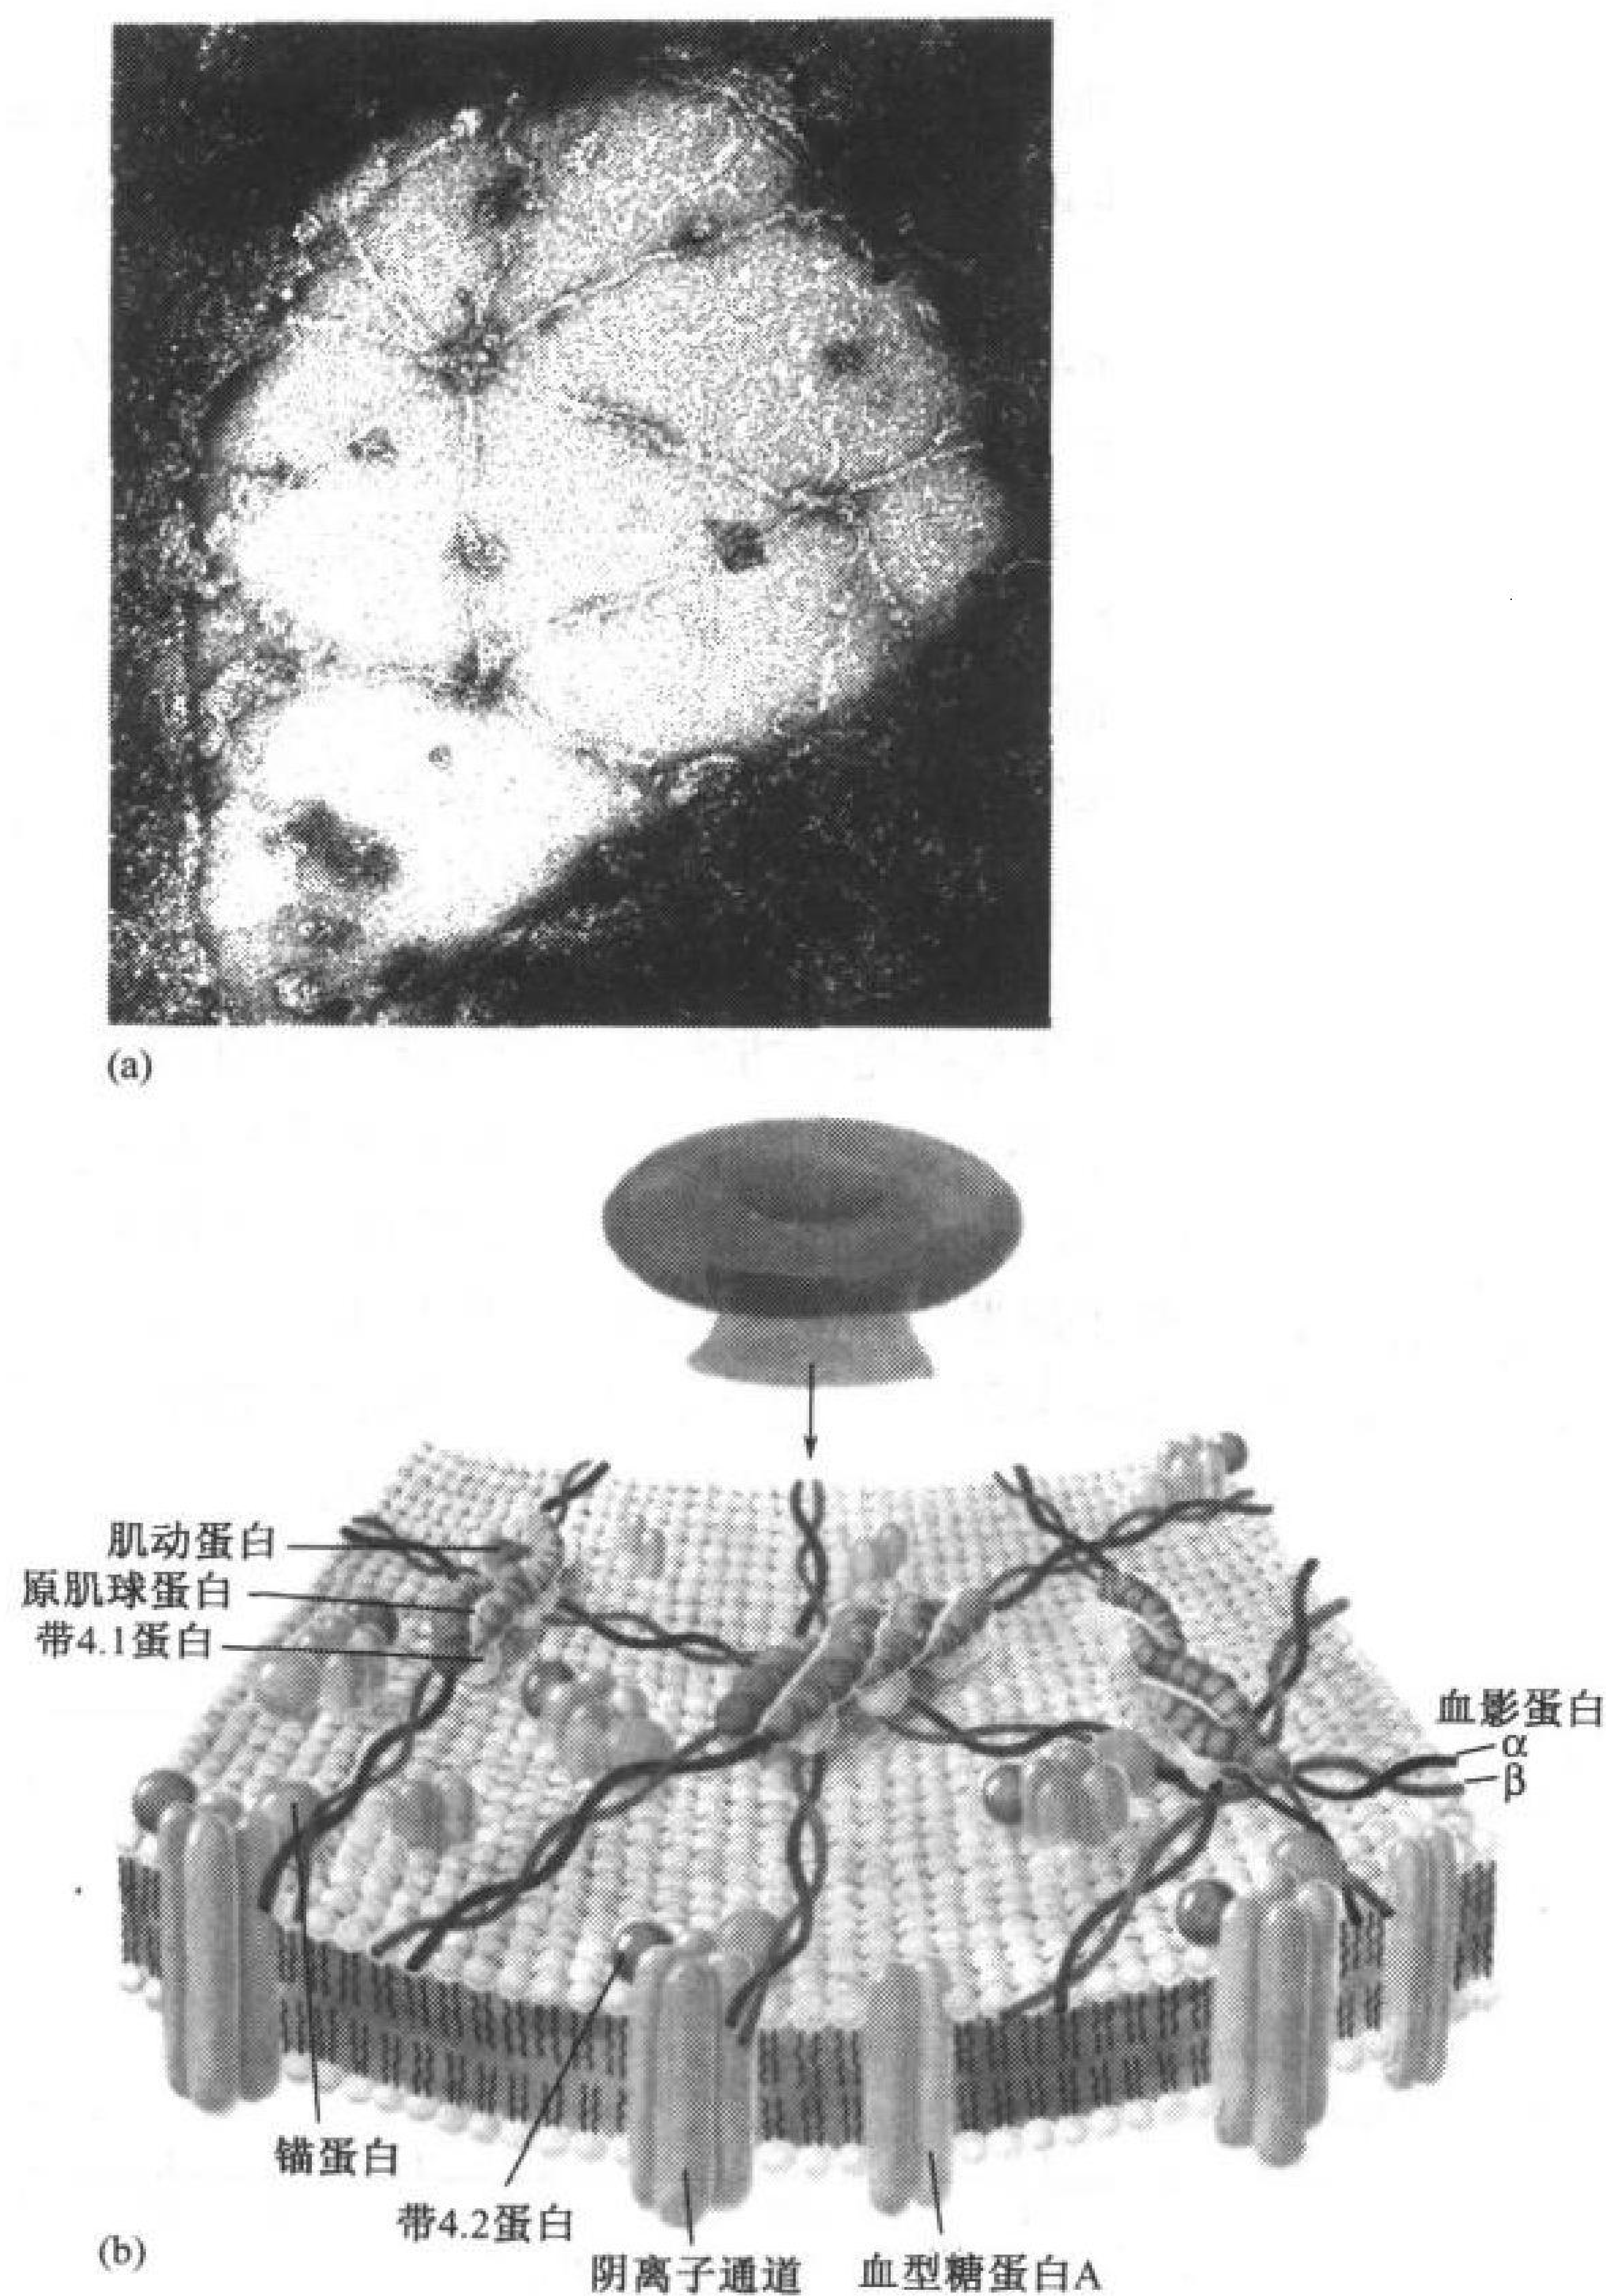 (a)
肌动蛋白
原肌球蛋白
带4.1蛋白
血影蛋白
α
β
锚蛋白
带4.2蛋白
(b)
阴离子通道
血型糖蛋白A